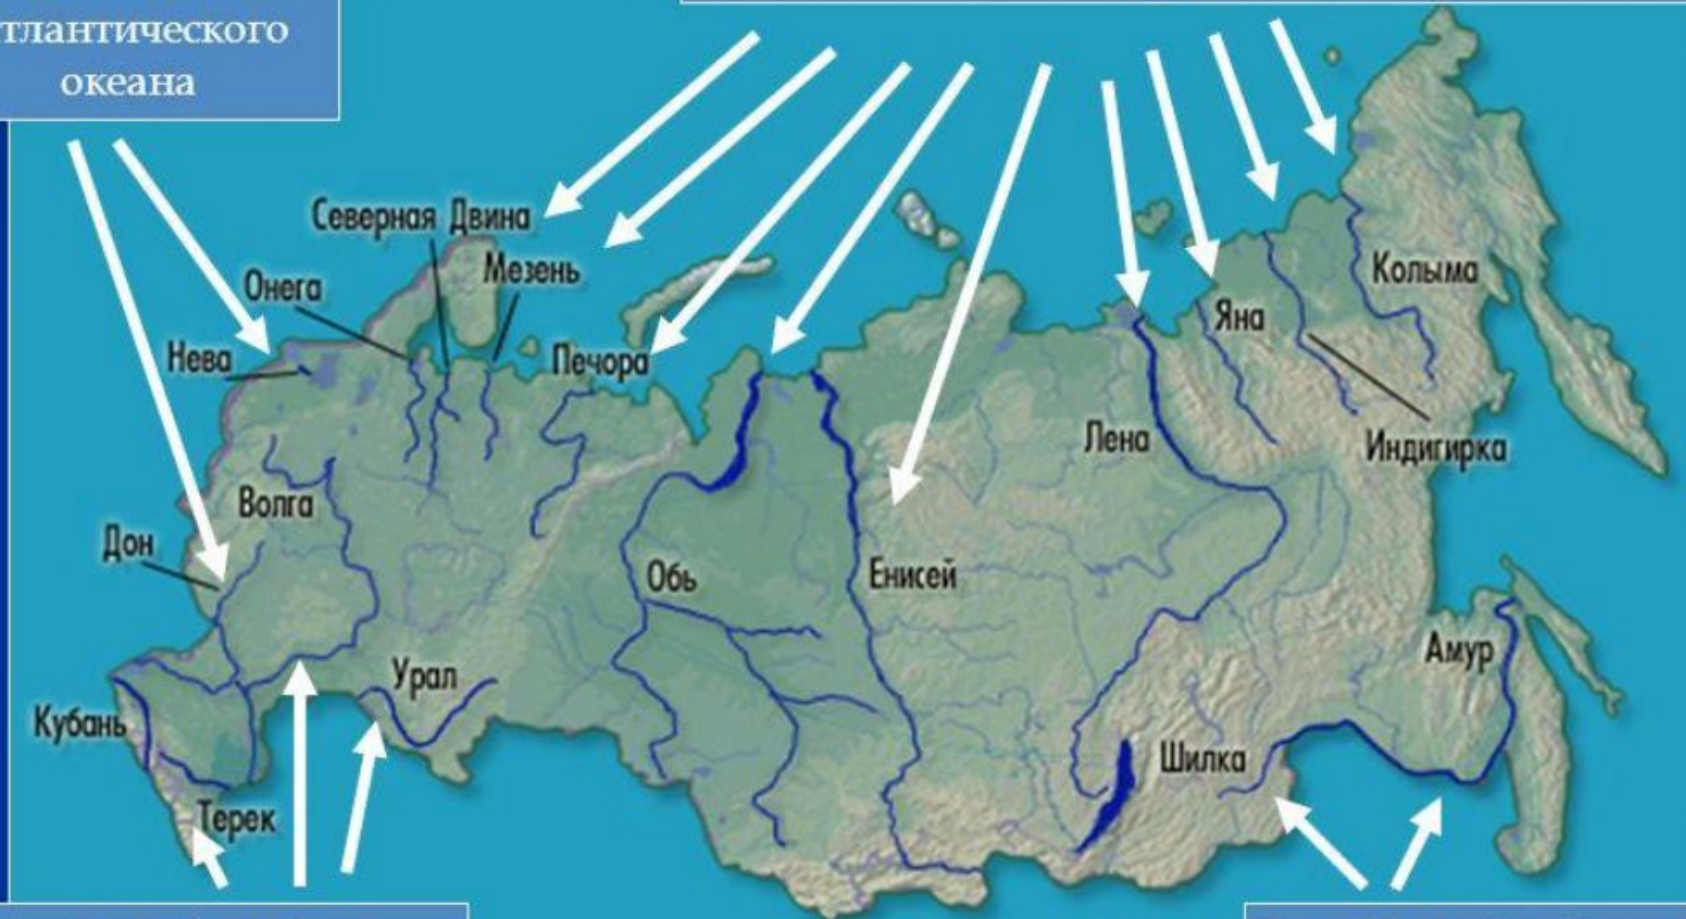 тлантического
океана
Северная Двина
Мезень
Онега
Нева
Печора
Колыма
Яна
Индигирка
Лена
Волга
Дон
Обь
Енисей
Урал
Амур
Кубань
Шилка
Терек